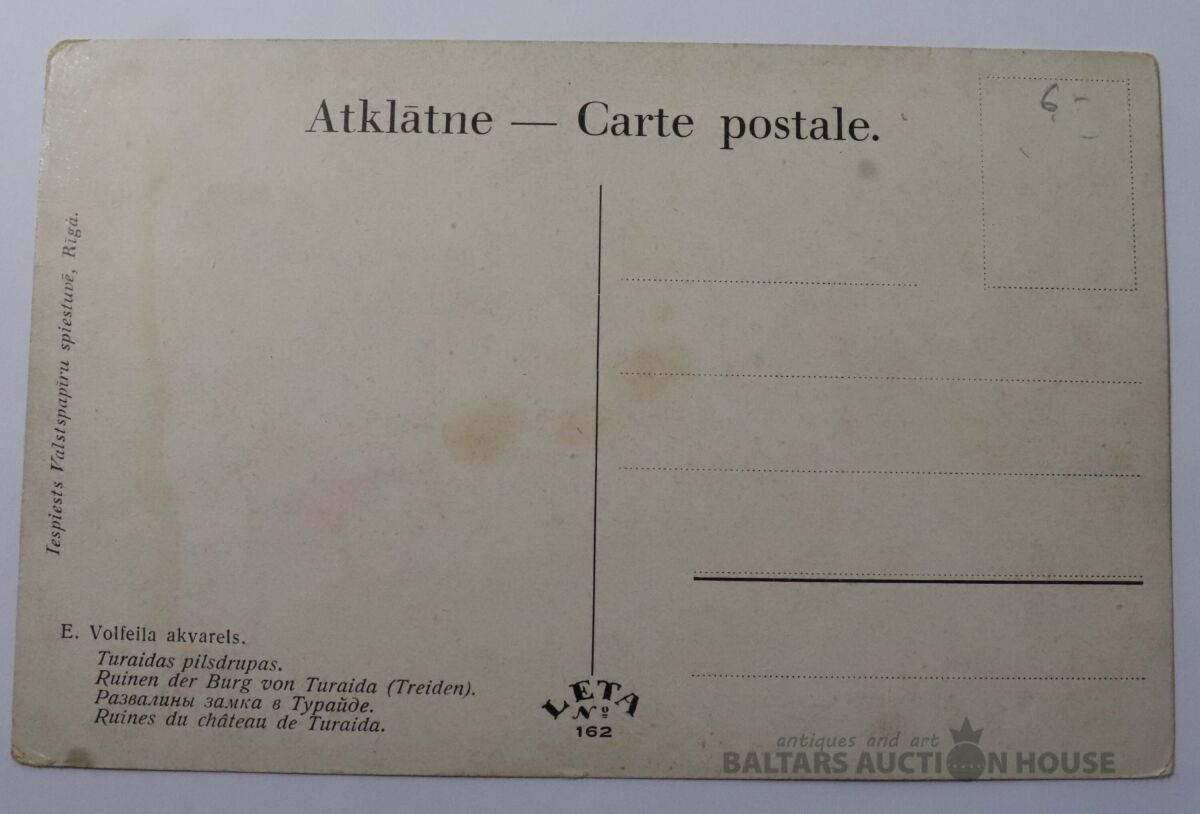 Atklātne — Carte postale.
6 -
Iespiests Valstspapīru spiestuvē, Rīgā.
E. Volfeila akvarels.
Turaidas pilsdrupas.
Ruinen der Burg von Turaida (Treiden).
Развалины замка в Турайде.
Ruines du château de Turaida.
LETA
№
162
antiques and art
BALTARS AUCTION HOUSE